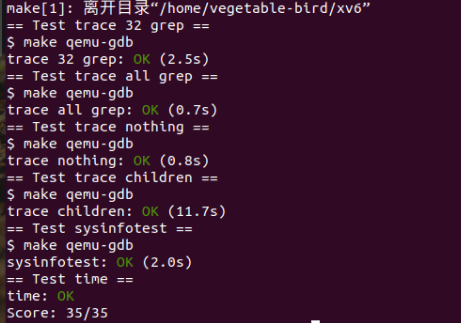 make[1]: 离开目录“/home/vegetable-bird/xv6”
== Test trace 32 grep ==
$ make qemu-gdb
trace 32 grep: OK (2.5s)
== Test trace all grep ==
$ make qemu-gdb
trace all grep: OK (0.7s)
== Test trace nothing ==
$ make qemu-gdb
trace nothing: OK (0.8s)
== Test trace children ==
$ make qemu-gdb
trace children: OK (11.7s)
== Test sysinfotest ==
$ make qemu-gdb
sysinfotest: OK (2.0s)
== Test time ==
time: OK
Score: 35/35